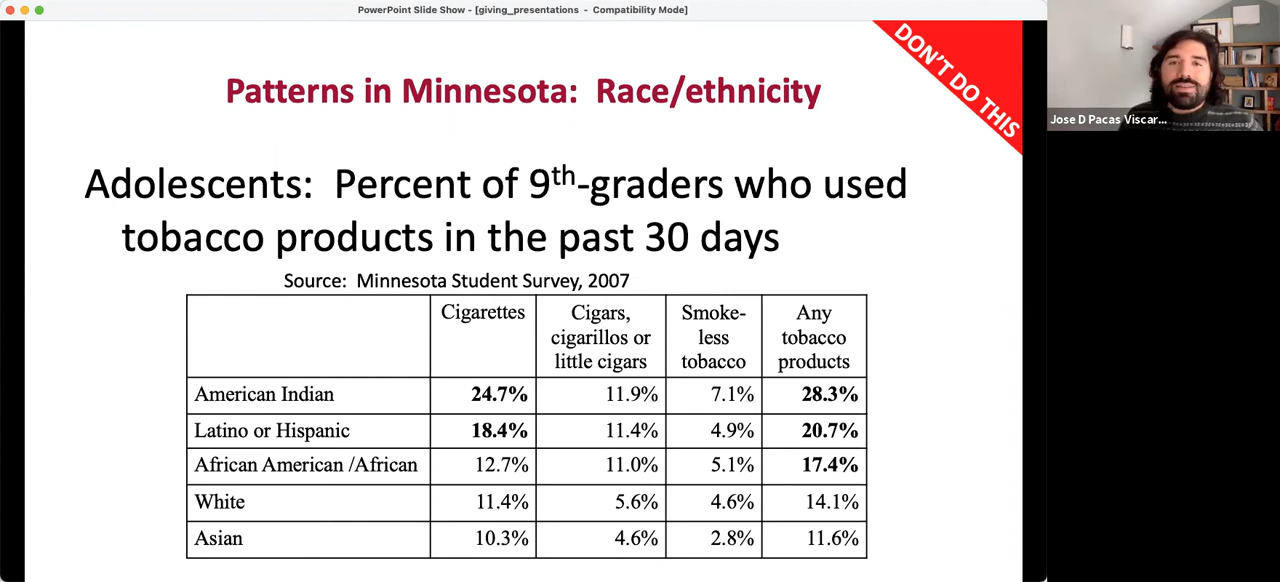 PowerPoint Slide Show - [giving_presentations - Compatibility Mode]
DON'T DO THIS
Jose D Pacas Viscar...
Patterns in Minnesota: Race/ethnicity
Adolescents: Percent of 9th-graders who used
tobacco products in the past 30 days
Source: Minnesota Student Survey, 2007
Cigarettes
Cigars,
cigarillos or
little cigars
Smoke-
less
tobacco
Any
tobacco
products
American Indian 24.7% 11.9% 7.1% 28.3%
Latino or Hispanic 18.4% 11.4% 4.9% 20.7%
African American /African 12.7% 11.0% 5.1% 17.4%
White 11.4% 5.6% 4.6% 14.1%
Asian 10.3% 4.6% 2.8% 11.6%